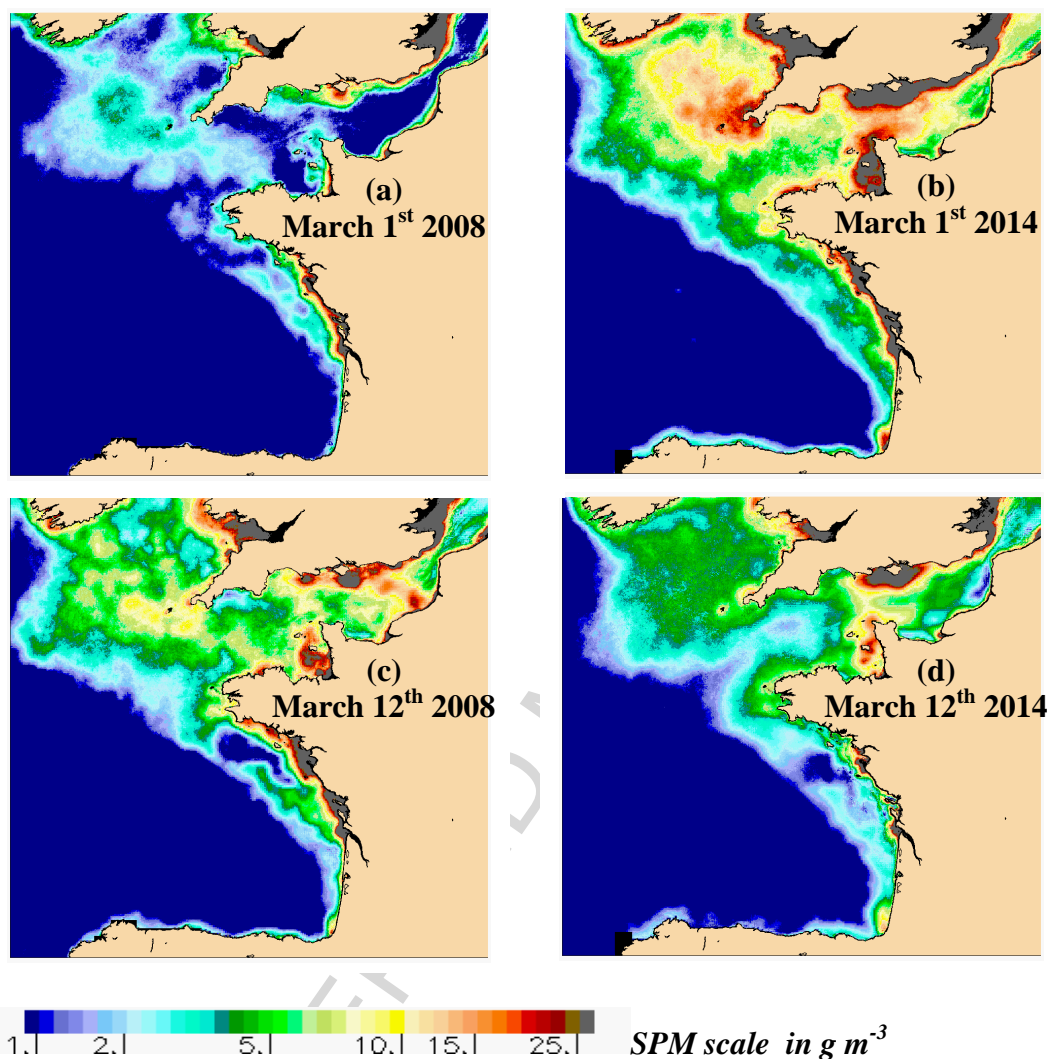 (a)
March 1st 2008
(b)
March 1st 2014
(c)
March 12th 2008
(d)
March 12th 2014
1. 2. 5. 10. 15. 25. SPM scale in g m-3